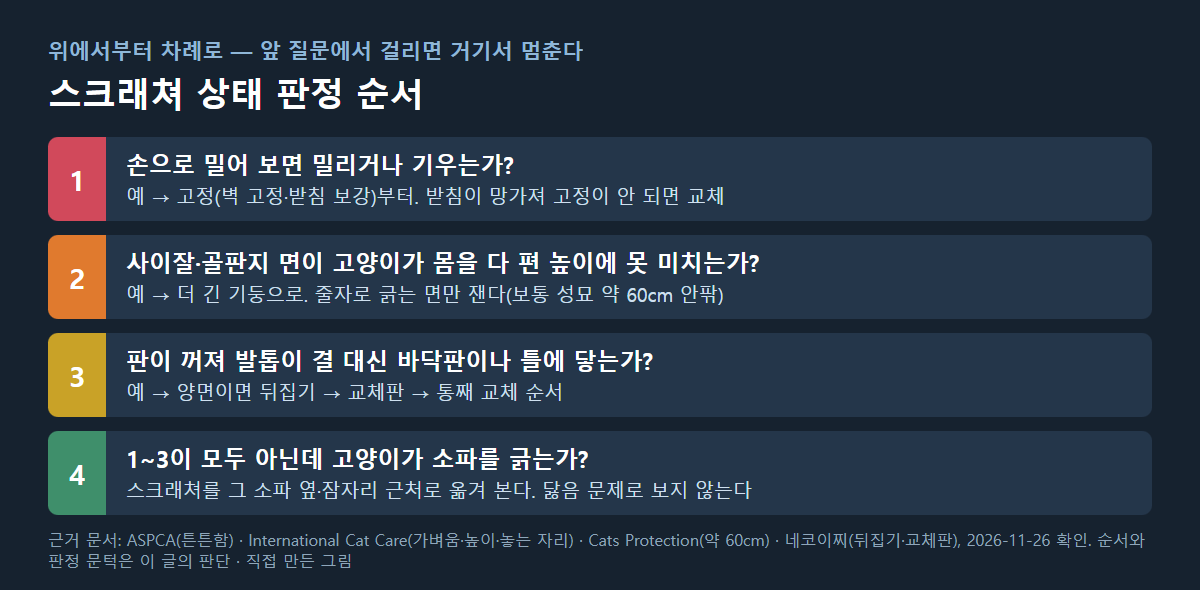 위에서부터 차례로 — 앞 질문에서 걸리면 거기서 멈춘다
스크래쳐 상태 판정 순서
1
손으로 밀어 보면 밀리거나 기우는가?
예 → 고정(벽 고정·받침 보강)부터. 받침이 망가져 고정이 안 되면 교체
2
사이잘·골판지 면이 고양이가 몸을 다 편 높이에 못 미치는가?
예 → 더 긴 기둥으로. 줄자로 긁는 면만 잰다(보통 성묘 약 60cm 안팎)
3
판이 꺼져 발톱이 결 대신 바닥판이나 틀에 닿는가?
예 → 양면이면 뒤집기 → 교체판 → 통째 교체 순서
4
1~3이 모두 아닌데 고양이가 소파를 긁는가?
스크래쳐를 그 소파 옆·잠자리 근처로 옮겨 본다. 닳음 문제로 보지 않는다
근거 문서: ASPCA(튼튼함) · International Cat Care(가벼움·높이·놓는 자리) · Cats Protection(약 60cm) · 네코이찌(뒤집기·교체판), 2026-11-26 확인. 순서와
판정 문턱은 이 글의 판단 · 직접 만든 그림